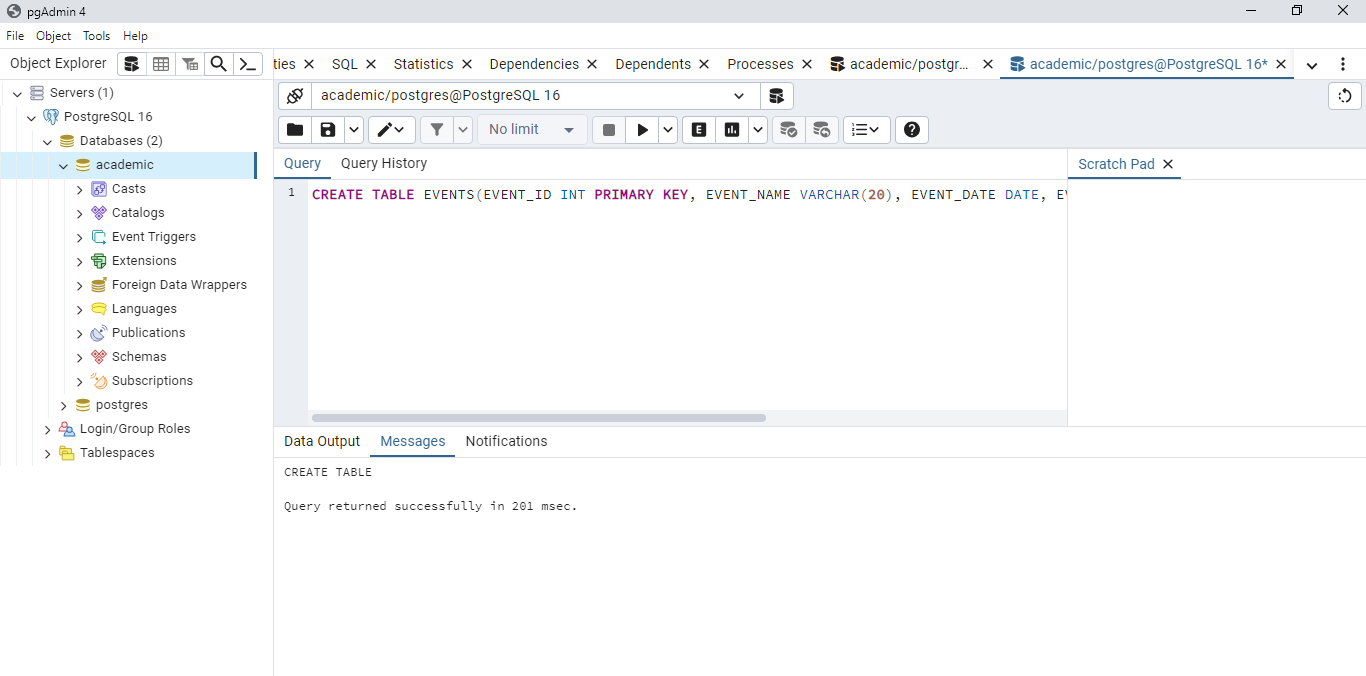 pgAdmin 4
File Object Tools Help
Object Explorer
ties SQL Statistics Dependencies Dependents Processes academic/postgr... academic/postgres@PostgreSQL 16*
Servers (1)
PostgreSQL 16
Databases (2)
academic
Casts
Catalogs
Event Triggers
Extensions
Foreign Data Wrappers
Languages
Publications
Schemas
Subscriptions
postgres
Login/Group Roles
Tablespaces
academic/postgres@PostgreSQL 16
No limit
E
Query Query History
Scratch Pad
1 CREATE TABLE EVENTS(EVENT_ID INT PRIMARY KEY, EVENT_NAME VARCHAR(20), EVENT_DATE DATE,
Data Output Messages Notifications
CREATE TABLE
Query returned successfully in 201 msec.